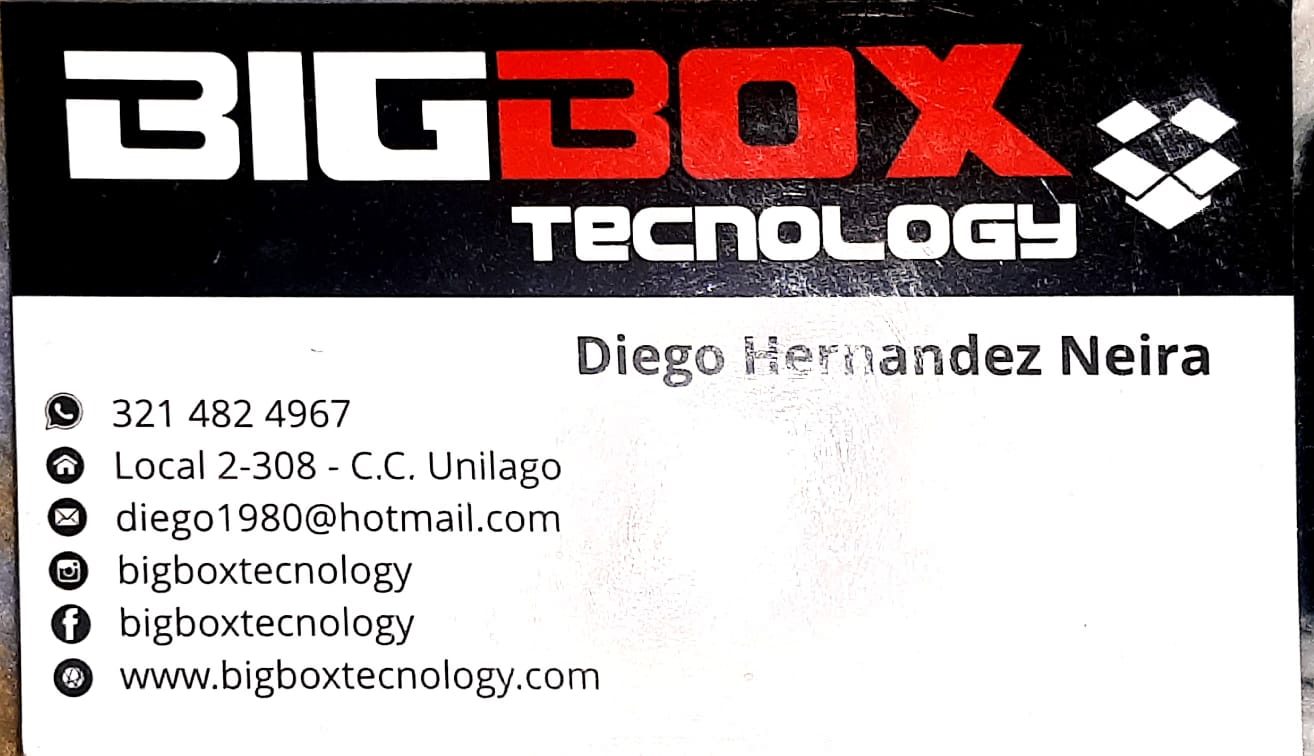 BIGBOX
TECNOLOGY
Diego Hernandez Neira
321 482 4967
Local 2-308 - C.C. Unilago
diego1980@hotmail.com
bigboxtecnology
bigboxtecnology
www.bigboxtecnology.com